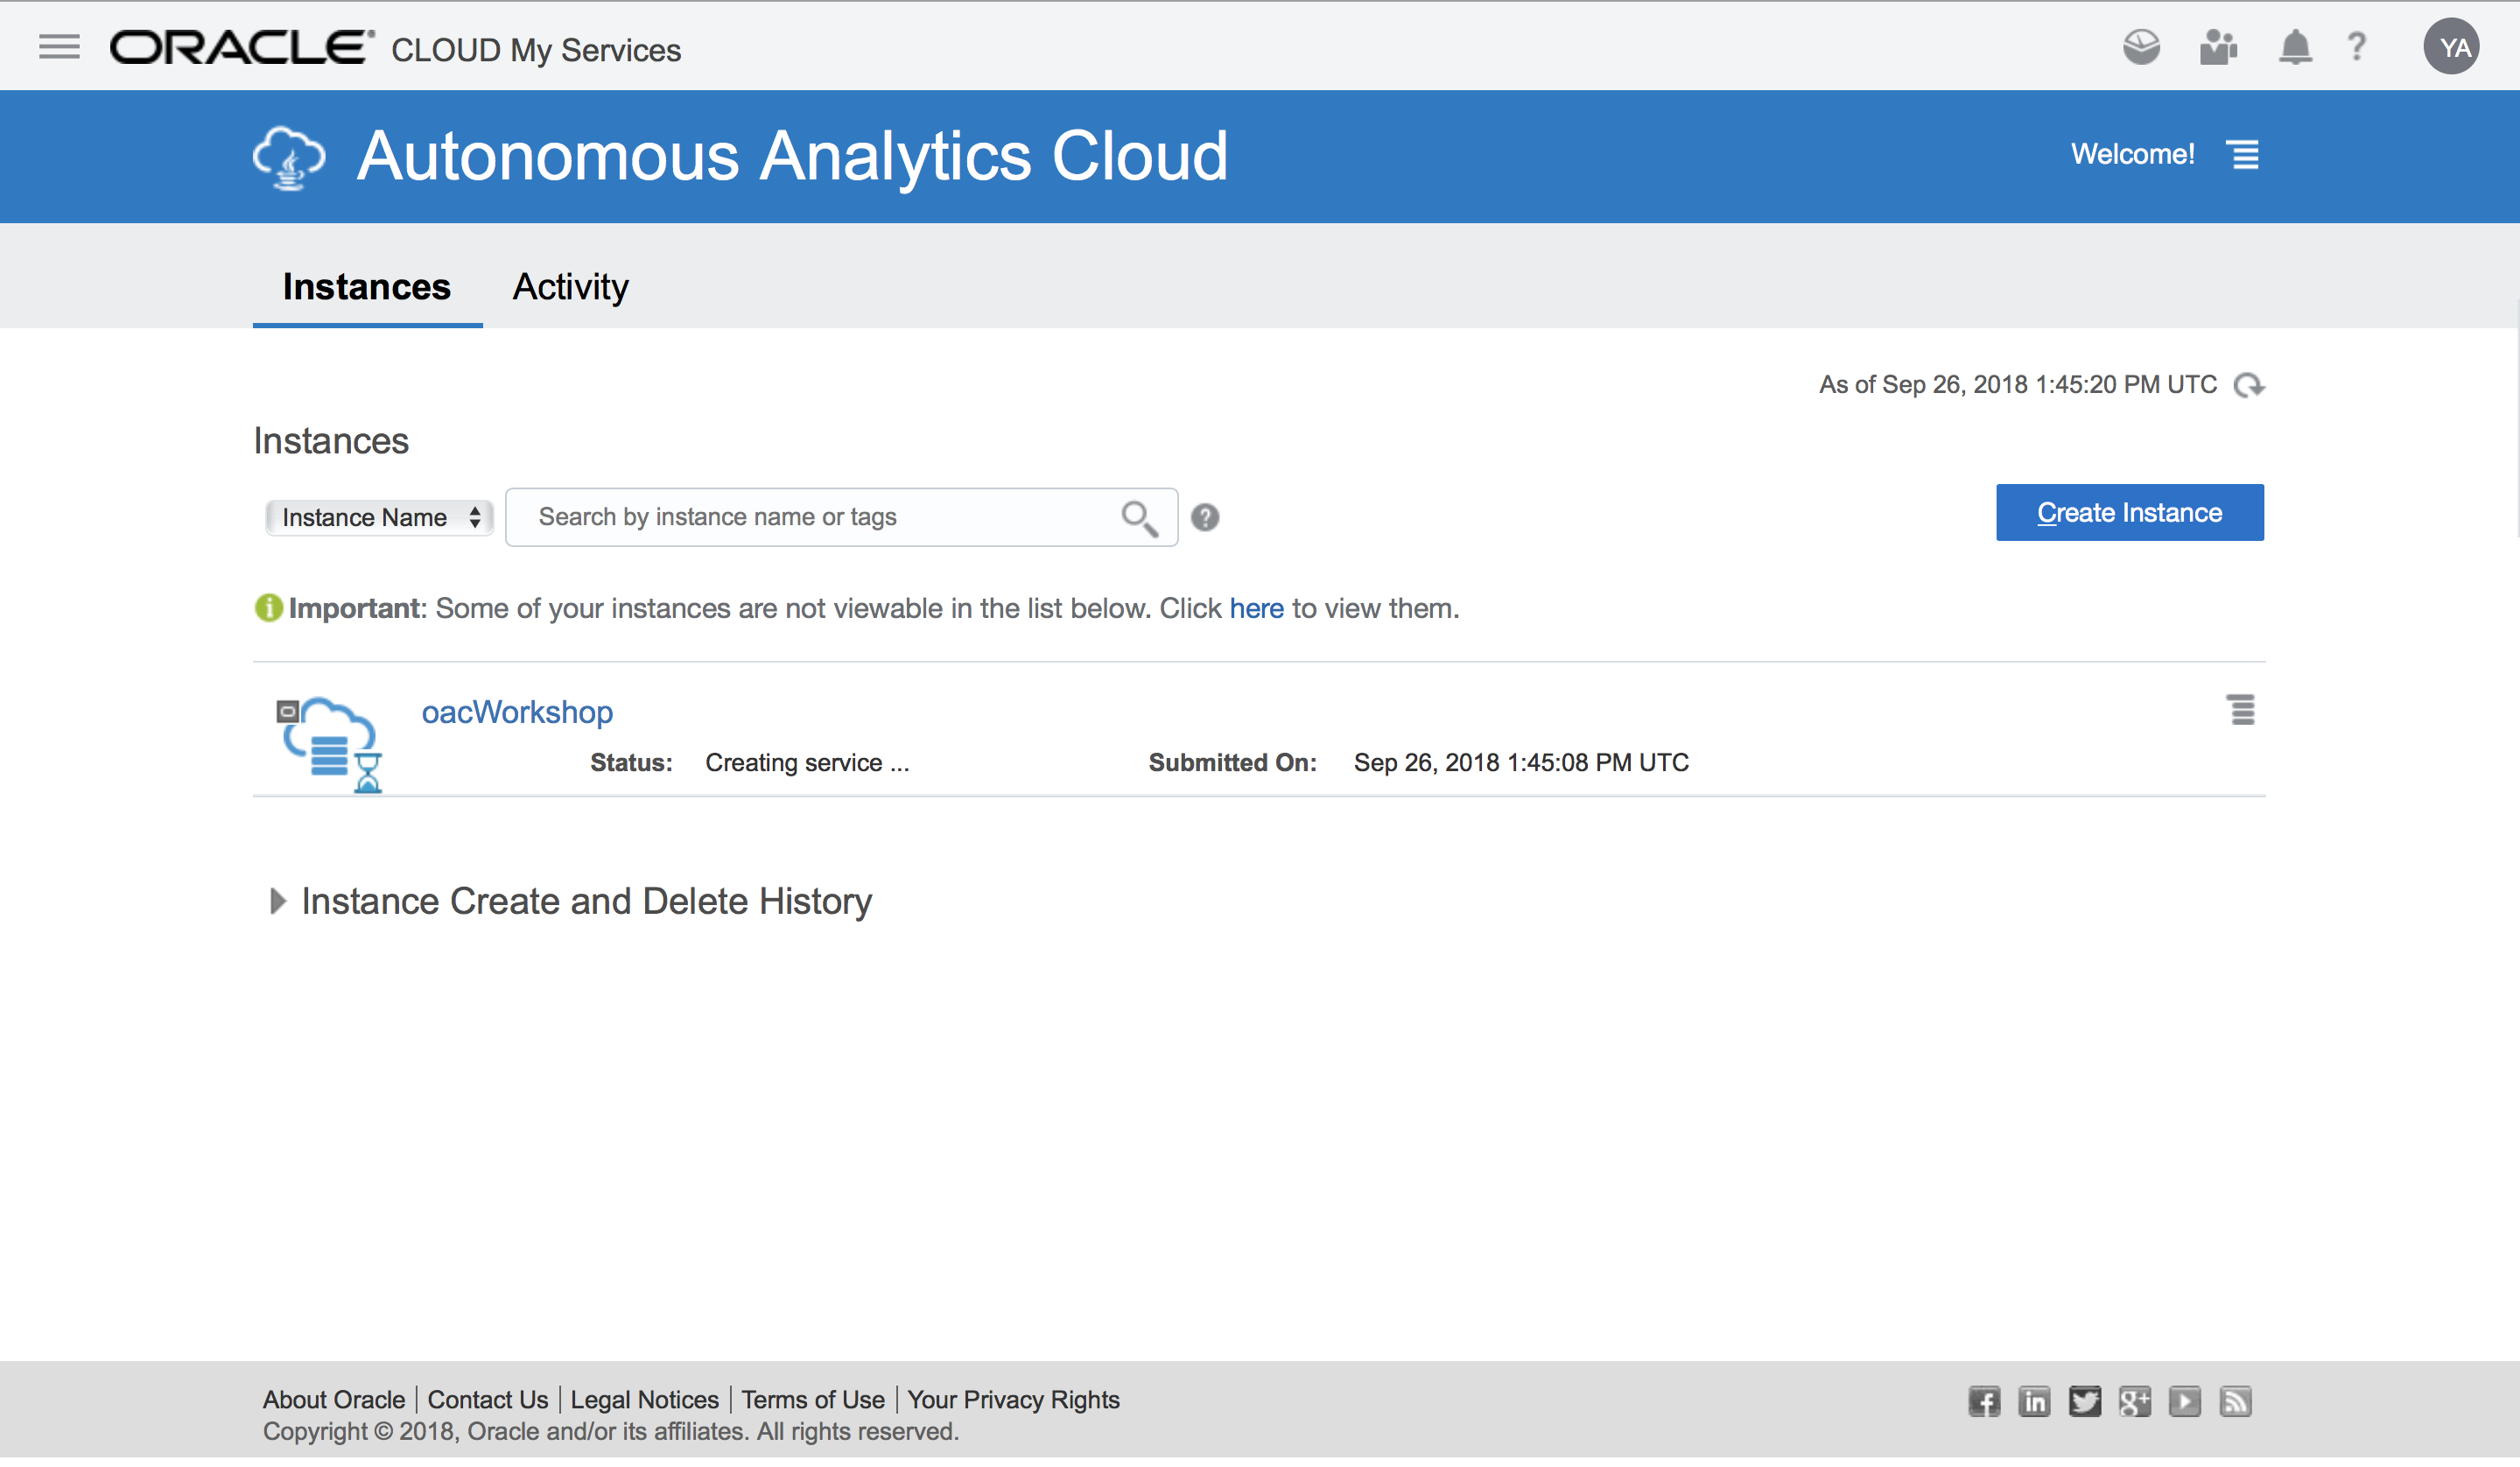 ORACLE® CLOUD My Services
YA
Autonomous Analytics Cloud
Welcome!
Instances
Activity
As of Sep 26, 2018 1:45:20 PM UTC
Instances
Instance Name
Search by instance name or tags
?
Create Instance
Important: Some of your instances are not viewable in the list below. Click here to view them.
oacWorkshop
Status: Creating service ...
Submitted On: Sep 26, 2018 1:45:08 PM UTC
Instance Create and Delete History
About Oracle | Contact Us | Legal Notices | Terms of Use | Your Privacy Rights
Copyright © 2018, Oracle and/or its affiliates. All rights reserved.